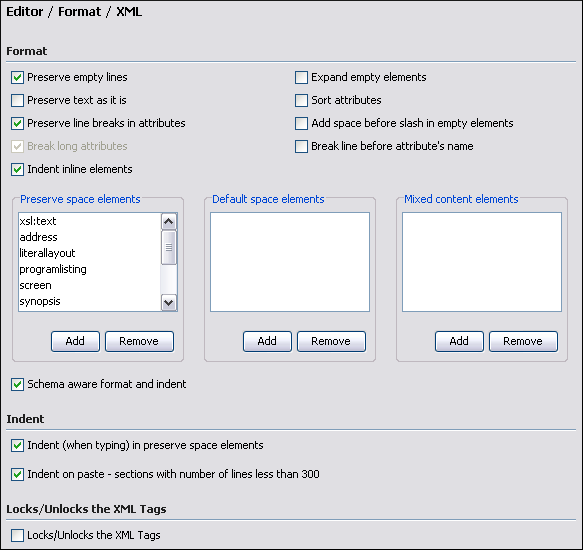 Editor / Format / XML
Format
Preserve empty lines
Expand empty elements
Preserve text as it is
Sort attributes
Preserve line breaks in attributes
Add space before slash in empty elements
Break long attributes
Break line before attribute's name
Indent inline elements
Preserve space elements
Default space elements
Mixed content elements
xsl:text
address
literallayout
programlisting
screen
synopsis
Add Remove
Add Remove
Add Remove
Schema aware format and indent
Indent
Indent (when typing) in preserve space elements
Indent on paste - sections with number of lines less than 300
Locks/Unlocks the XML Tags
Locks/Unlocks the XML Tags